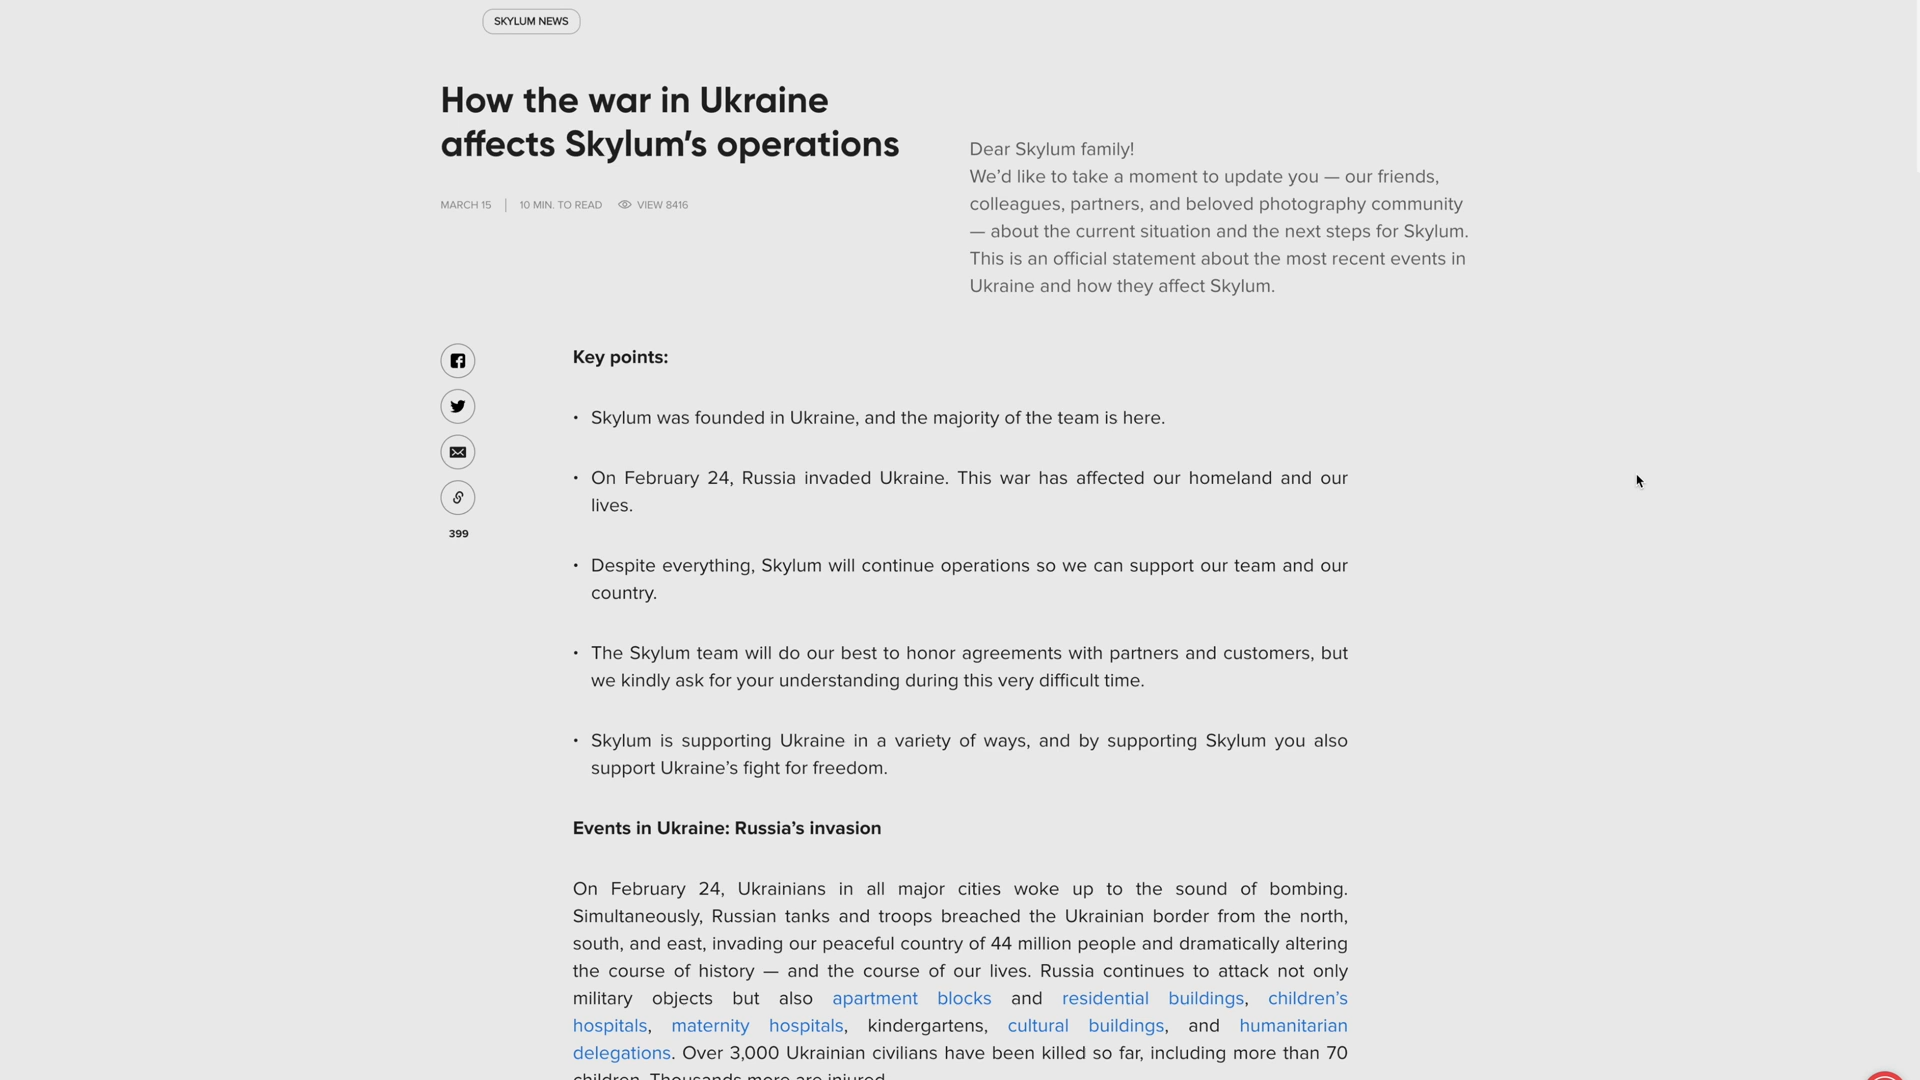 SKYLUM NEWS
How the war in Ukraine
affects Skylum’s operations
MARCH 15 | 10 MIN. TO READ VIEW 8416
Dear Skylum family!
We’d like to take a moment to update you — our friends,
colleagues, partners, and beloved photography community
— about the current situation and the next steps for Skylum.
This is an official statement about the most recent events in
Ukraine and how they affect Skylum.
399
Key points:
• Skylum was founded in Ukraine, and the majority of the team is here.
• On February 24, Russia invaded Ukraine. This war has affected our homeland and our
lives.
• Despite everything, Skylum will continue operations so we can support our team and our
country.
• The Skylum team will do our best to honor agreements with partners and customers, but
we kindly ask for your understanding during this very difficult time.
• Skylum is supporting Ukraine in a variety of ways, and by supporting Skylum you also
support Ukraine’s fight for freedom.
Events in Ukraine: Russia’s invasion
On February 24, Ukrainians in all major cities woke up to the sound of bombing.
Simultaneously, Russian tanks and troops breached the Ukrainian border from the north,
south, and east, invading our peaceful country of 44 million people and dramatically altering
the course of history — and the course of our lives. Russia continues to attack not only
military objects but also apartment blocks and residential buildings, children’s
hospitals, maternity hospitals, kindergartens, cultural buildings, and humanitarian
delegations. Over 3,000 Ukrainian civilians have been killed so far, including more than 70
children. Thousands more are injured.